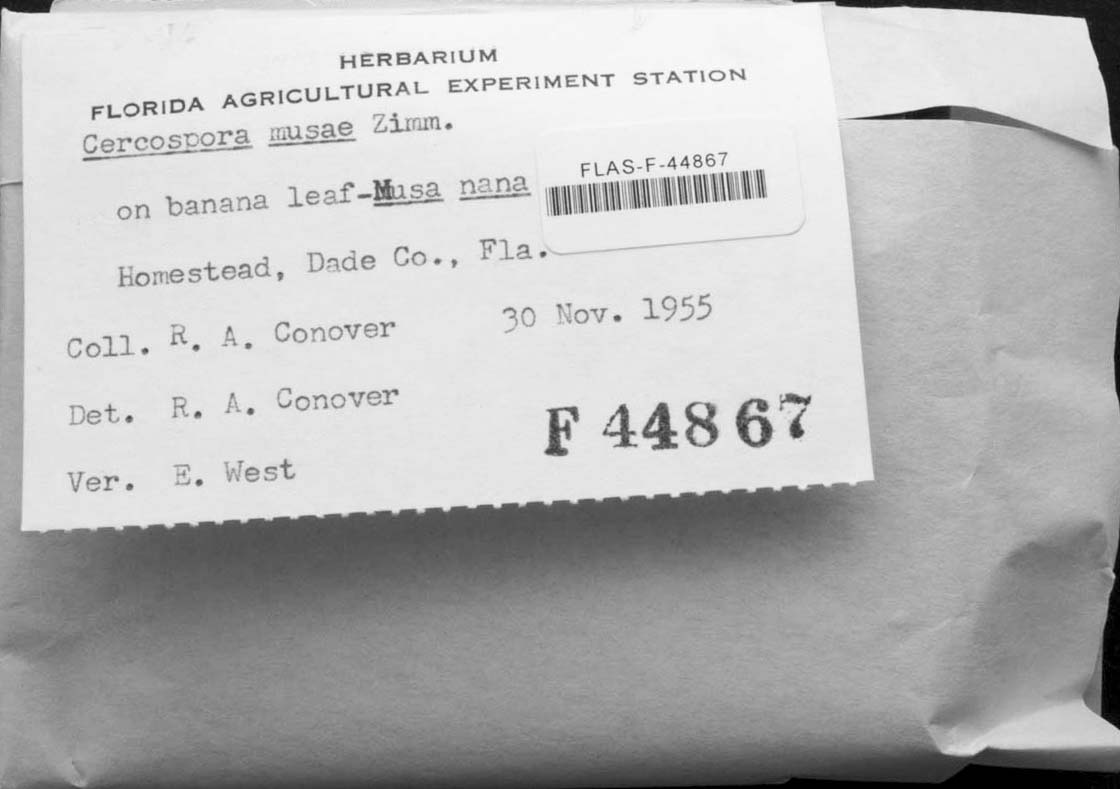 HERBARIUM
FLORIDA AGRICULTURAL EXPERIMENT STATION
Cercospora musae Zimm.
FLAS-F-44867
on banana leaf-Musa nana
Homestead, Dade Co., Fla.
Coll. R. A. Conover 30 Nov. 1955
Det. R. A. Conover
F 44867
Ver. E. West